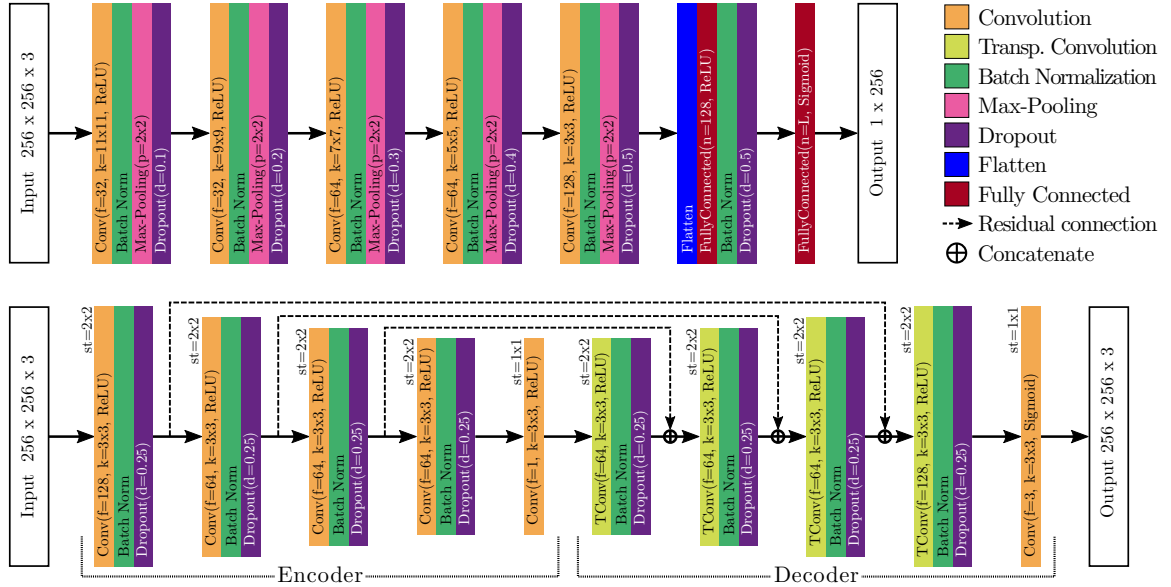 Input 256 x 256 x 3
Conv(f=32, k=11x11, ReLU)
Batch Norm
Max-Pooling(p=2x2)
Dropout(d=0.1)
Conv(f=32, k=9x9, ReLU)
Batch Norm
Max-Pooling(p=2x2)
Dropout(d=0.2)
Conv(f=64, k=7x7, ReLU)
Batch Norm
Max-Pooling(p=2x2)
Dropout(d=0.3)
Conv(f=64, k=5x5, ReLU)
Batch Norm
Max-Pooling(p=2x2)
Dropout(d=0.4)
Conv(f=128, k=3x3, ReLU)
Batch Norm
Max-Pooling(p=2x2)
Dropout(d=0.5)
Flatten
FullyConnected(n=128, ReLU)
Batch Norm
Dropout(d=0.5)
FullyConnected(n=L, Sigmoid)
Output 1 x 256
Convolution
Transp. Convolution
Batch Normalization
Max-Pooling
Dropout
Flatten
Fully Connected
Residual connection
Concatenate
Input 256 x 256 x 3
st=2x2
Conv(f=128, k=3x3, ReLU)
Batch Norm
Dropout(d=0.25)
st=2x2
Conv(f=64, k=3x3, ReLU)
Batch Norm
Dropout(d=0.25)
st=2x2
Conv(f=64, k=3x3, ReLU)
Batch Norm
Dropout(d=0.25)
st=2x2
Conv(f=64, k=3x3, ReLU)
Batch Norm
Dropout(d=0.25)
st=1x1
Conv(f=1, k=3x3, ReLU)
st=2x2
TConv(f=64, k=3x3, ReLU)
Batch Norm
Dropout(d=0.25)
st=2x2
TConv(f=64, k=3x3, ReLU)
Batch Norm
Dropout(d=0.25)
st=2x2
TConv(f=64, k=3x3, ReLU)
Batch Norm
Dropout(d=0.25)
st=2x2
TConv(f=128, k=3x3, ReLU)
Batch Norm
Dropout(d=0.25)
st=1x1
Conv(f=3, k=3x3, Sigmoid)
Output 256 x 256 x 3
Encoder
Decoder